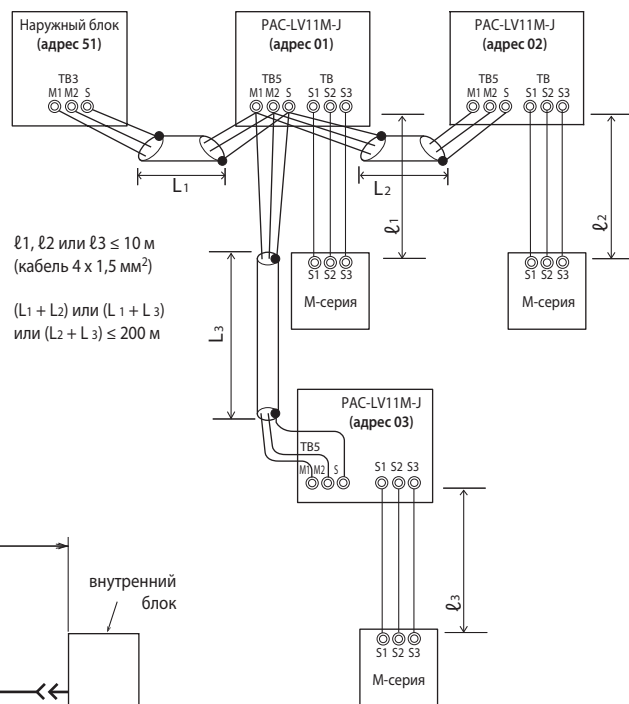 Наружный блок
(адрес 51)
TB3
M1 M2 S
PAC-LV11M-J
(адрес 01)
TB5 TB
M1 M2 S S1 S2 S3
PAC-LV11M-J
(адрес 02)
TB5 TB
M1 M2 S S1 S2 S3
L1
L2
ℓ1
ℓ2
ℓ1, ℓ2 или ℓ3 ≤ 10 м
(кабель 4 x 1,5 мм²)
(L1 + L2) или (L 1 + L 3)
или (L2 + L 3) ≤ 200 м
S1 S2 S3
М-серия
S1 S2 S3
М-серия
L3
PAC-LV11M-J
(адрес 03)
TB5
M1 M2 S
S1 S2 S3
ℓ3
внутренний
блок
S1 S2 S3
М-серия